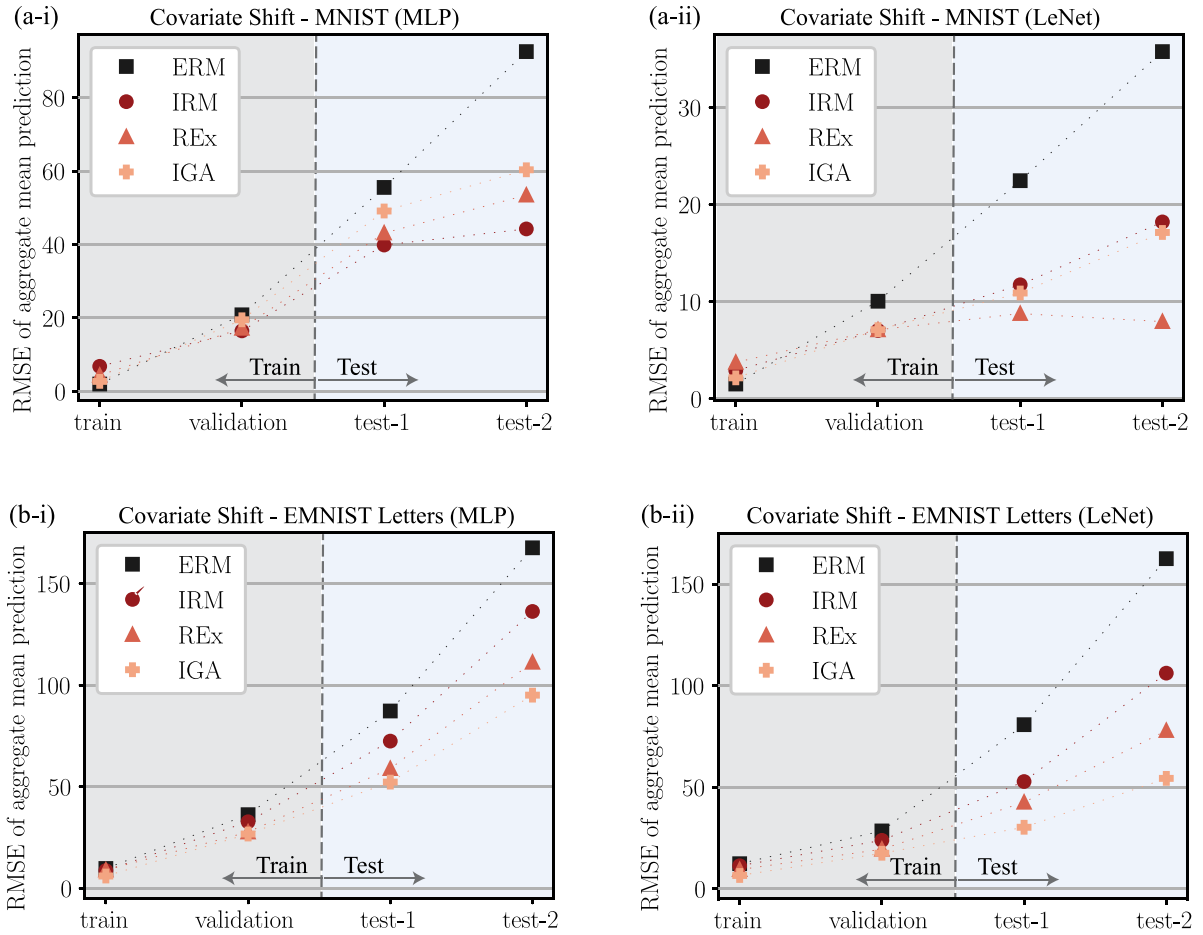 (a-i)
Covariate Shift - MNIST (MLP)
RMSE of aggregate mean prediction
80
60
40
20
0
ERM
IRM
REx
IGA
Train
Test
train
validation
test-1
test-2
(a-ii)
Covariate Shift - MNIST (LeNet)
RMSE of aggregate mean prediction
30
20
10
0
ERM
IRM
REx
IGA
Train
Test
train
validation
test-1
test-2
(b-i)
Covariate Shift - EMNIST Letters (MLP)
RMSE of aggregate mean prediction
150
100
50
0
ERM
IRM
REx
IGA
Train
Test
train
validation
test-1
test-2
(b-ii)
Covariate Shift - EMNIST Letters (LeNet)
RMSE of aggregate mean prediction
150
100
50
0
ERM
IRM
REx
IGA
Train
Test
train
validation
test-1
test-2